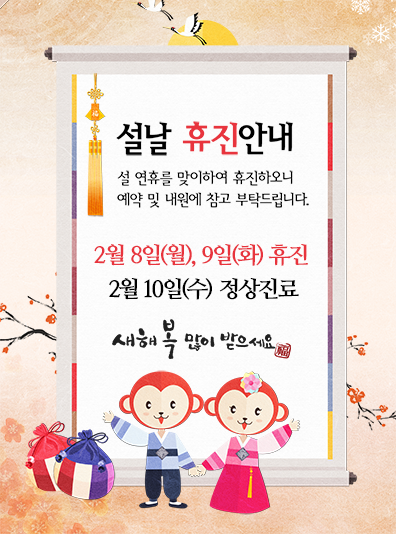 설날 휴진안내
설 연휴를 맞이하여 휴진하오니
예약 및 내원에 참고 부탁드립니다.
2월 8일(월), 9일(화) 휴진
2월 10일(수) 정상진료
새해 복 많이 받으세요 福